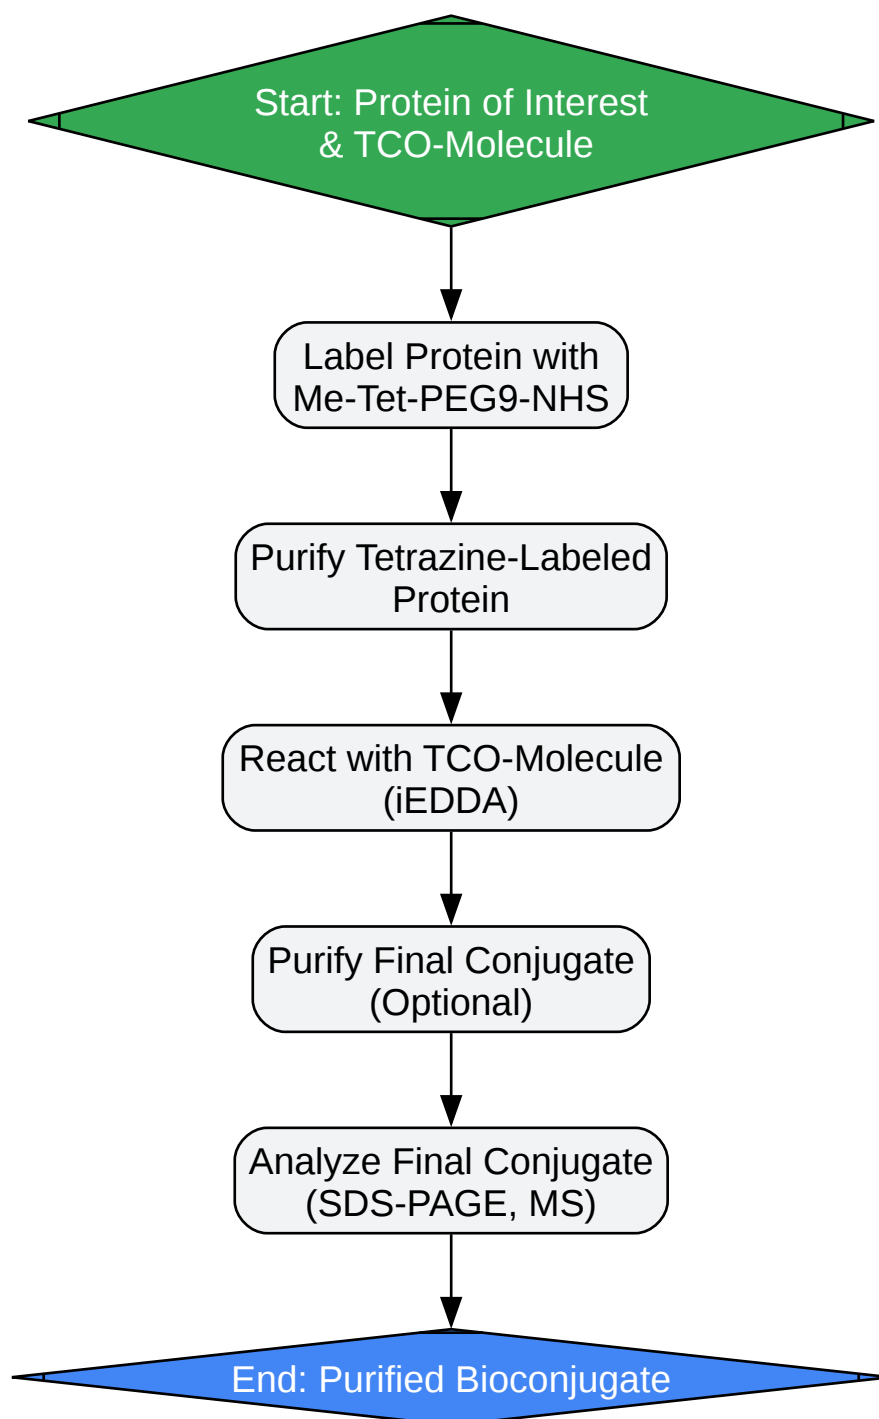 Start: Protein of Interest
& TCO-Molecule
Label Protein with
Me-Tet-PEG9-NHS
Purify Tetrazine-Labeled
Protein
React with TCO-Molecule
(iEDDA)
Purify Final Conjugate
(Optional)
Analyze Final Conjugate
(SDS-PAGE, MS)
End: Purified Bioconjugate